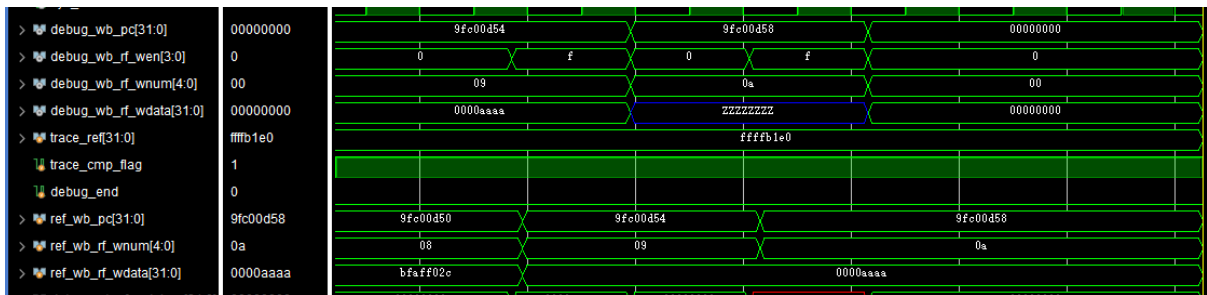 debug_wb_pc[31:0] 00000000 9fc00d54 9fc00d58 00000000
debug_wb_rf_wen[3:0] 0 0 f 0 f 0
debug_wb_rf_wnum[4:0] 00 09 0a 00
debug_wb_rf_wdata[31:0] 00000000 0000aaaa ZZZZZZZZ 00000000
trace_ref[31:0] ffffb1e0 ffffb1e0
trace_cmp_flag 1
debug_end 0
ref_wb_pc[31:0] 9fc00d58 9fc00d50 9fc00d54 9fc00d58
ref_wb_rf_wnum[4:0] 0a 08 09 0a
ref_wb_rf_wdata[31:0] 0000aaaa bfaff02c 0000aaaa